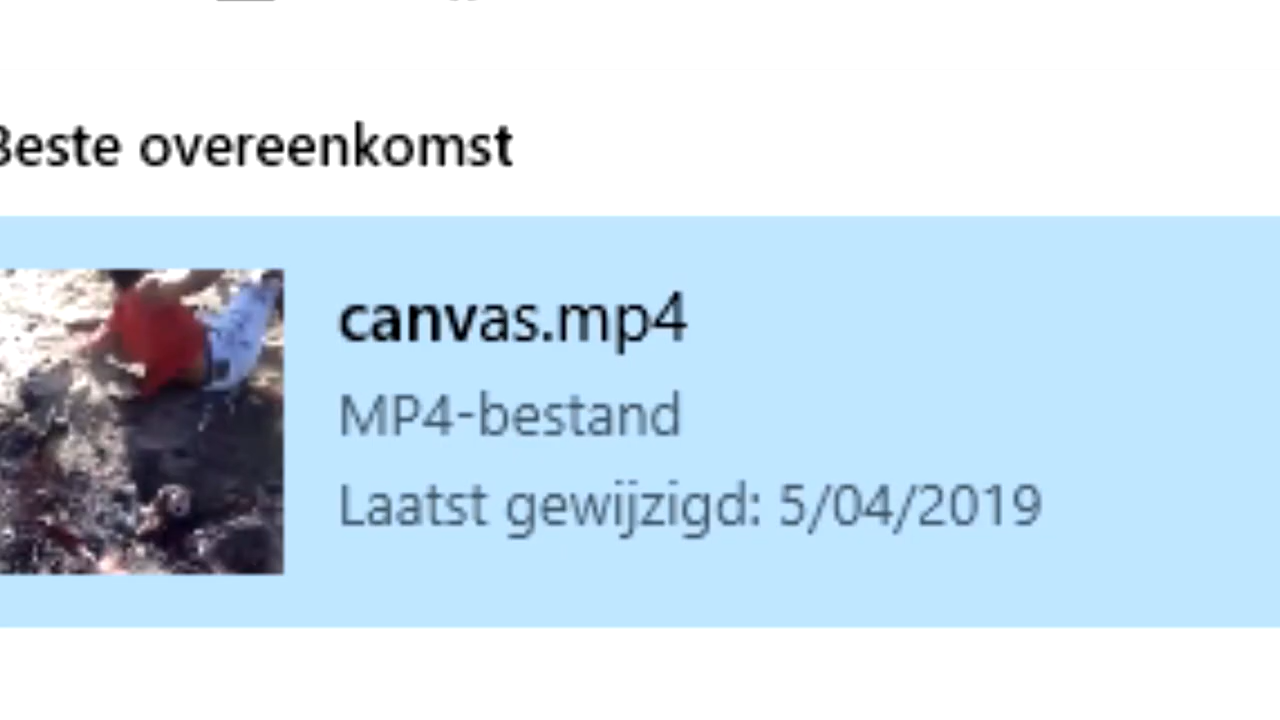 Beste overeenkomst
canvas.mp4
MP4-bestand
Laatst gewijzigd: 5/04/2019